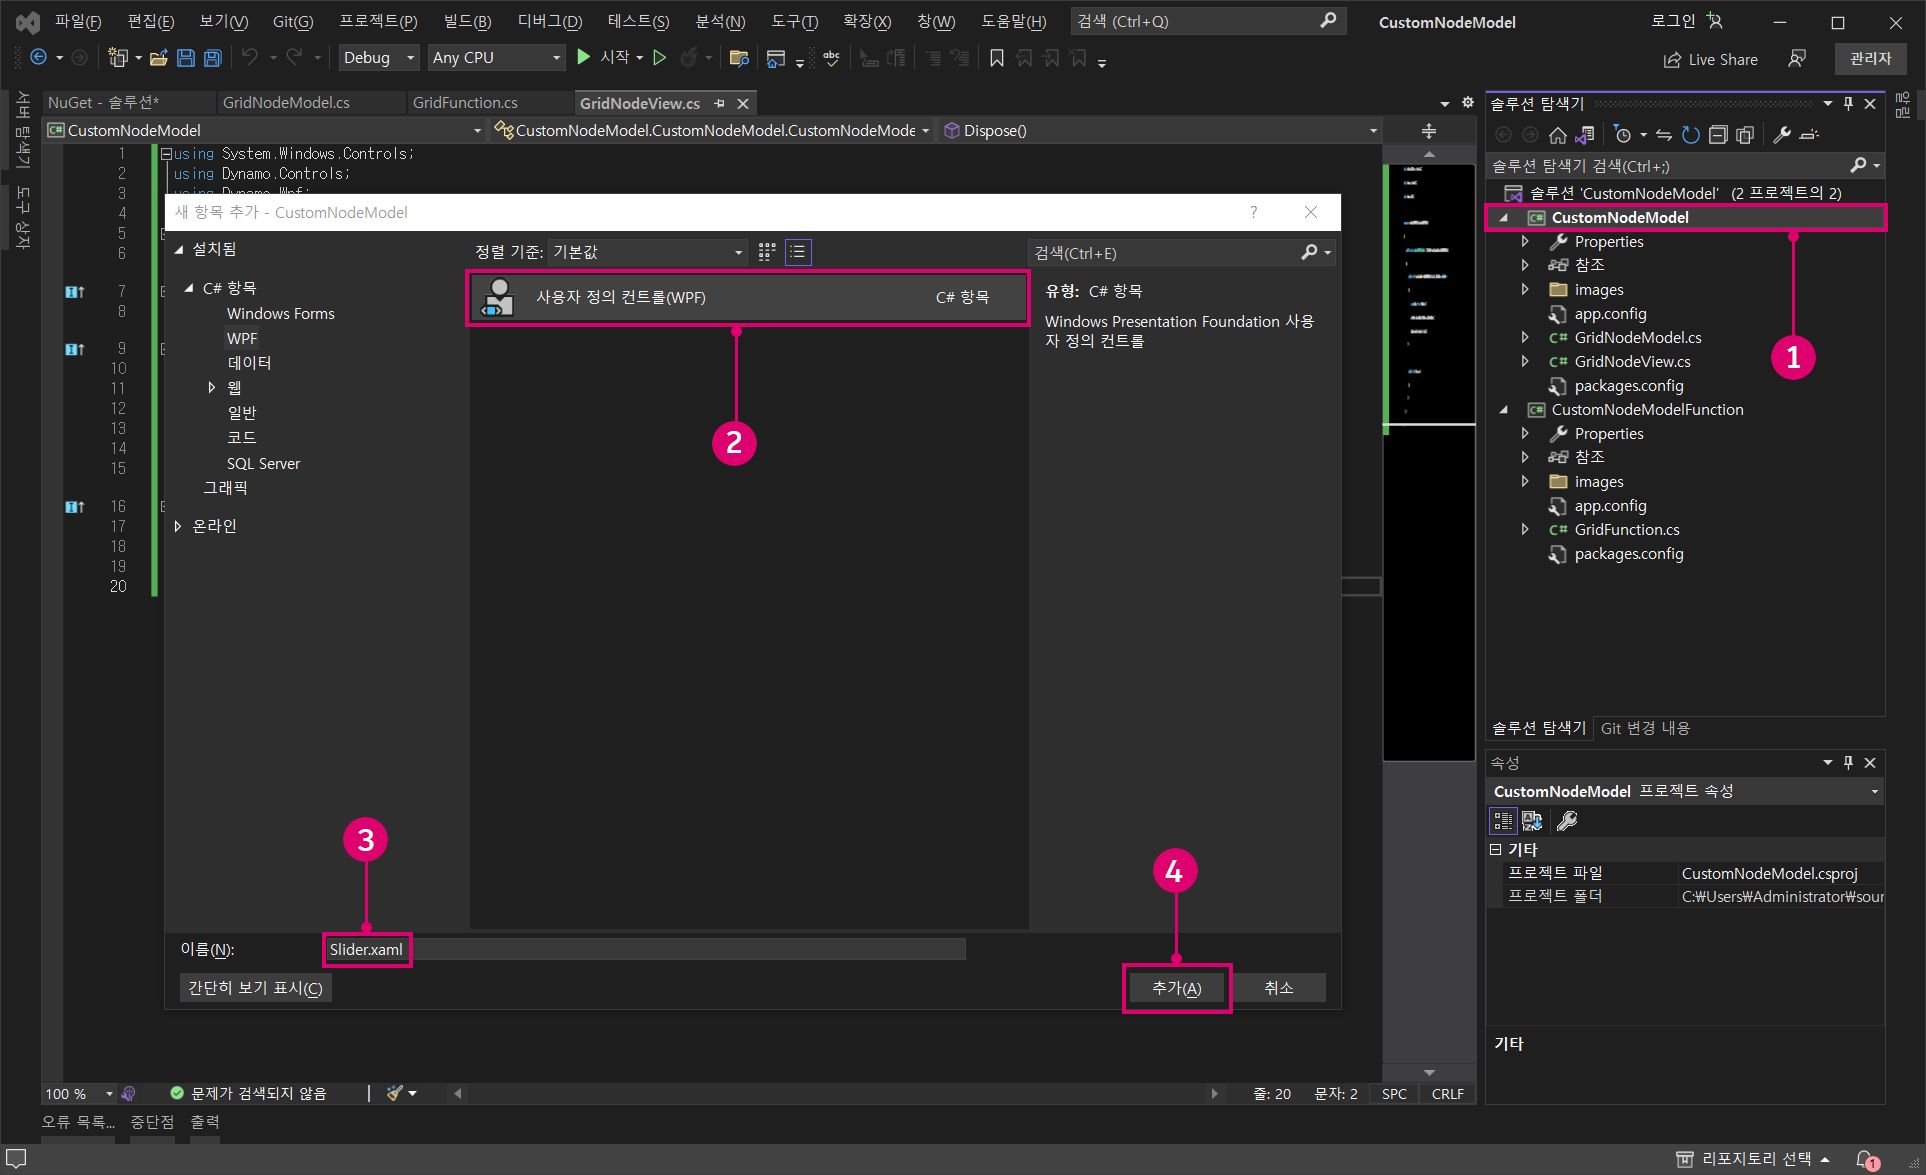 파일(F) 편집(E) 보기(V) Git(G) 프로젝트(P) 빌드(B) 디버그(D) 테스트(S) 분석(N) 도구(T) 확장(X) 창(W) 도움말(H) 검색 (Ctrl+Q) CustomNodeModel 로그인
Debug Any CPU 시작 abc Live Share 관리자
서버 탐색기
도구 상자
NuGet - 솔루션* GridNodeModel.cs GridFunction.cs GridNodeView.cs
CustomNodeModel CustomNodeModel.CustomNodeModel.CustomNodeMode Dispose()
1 using System.Windows.Controls;
2 using Dynamo.Controls;
3 using Dynamo.Wpf;
4
5
6
7
8
9
10
11
12
13
14
15
16
17
18
19
20
새 항목 추가 - CustomNodeModel ?
설치됨
C# 항목
Windows Forms
WPF
데이터
웹
일반
코드
SQL Server
그래픽
온라인
정렬 기준: 기본값
사용자 정의 컨트롤(WPF) C# 항목
2
검색(Ctrl+E)
유형: C# 항목
Windows Presentation Foundation 사용
자 정의 컨트롤
3
4
이름(N): Slider.xaml
간단히 보기 표시(C) 추가(A) 취소
솔루션 탐색기
알림
솔루션 탐색기 검색(Ctrl+;)
솔루션 'CustomNodeModel' (2 프로젝트의 2)
CustomNodeModel
Properties
참조
images
app.config
GridNodeModel.cs
GridNodeView.cs
packages.config
1
CustomNodeModelFunction
Properties
참조
images
app.config
GridFunction.cs
packages.config
솔루션 탐색기 Git 변경 내용
속성
CustomNodeModel 프로젝트 속성
기타
프로젝트 파일 CustomNodeModel.csproj
프로젝트 폴더 C:₩Users₩Administrator₩sour
기타
100 % 문제가 검색되지 않음 줄: 20 문자: 2 SPC CRLF
오류 목록... 중단점 출력
리포지토리 선택 1